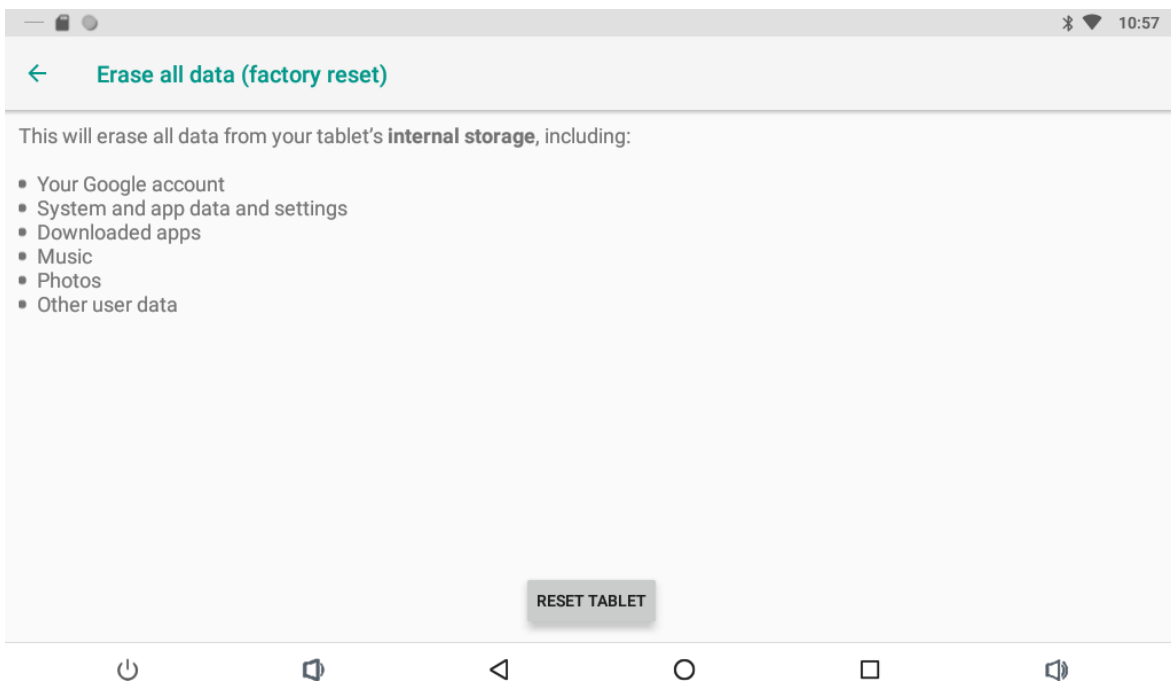 10:57
Erase all data (factory reset)
This will erase all data from your tablet's internal storage, including:
Your Google account
System and app data and settings
Downloaded apps
Music
Photos
Other user data
RESET TABLET